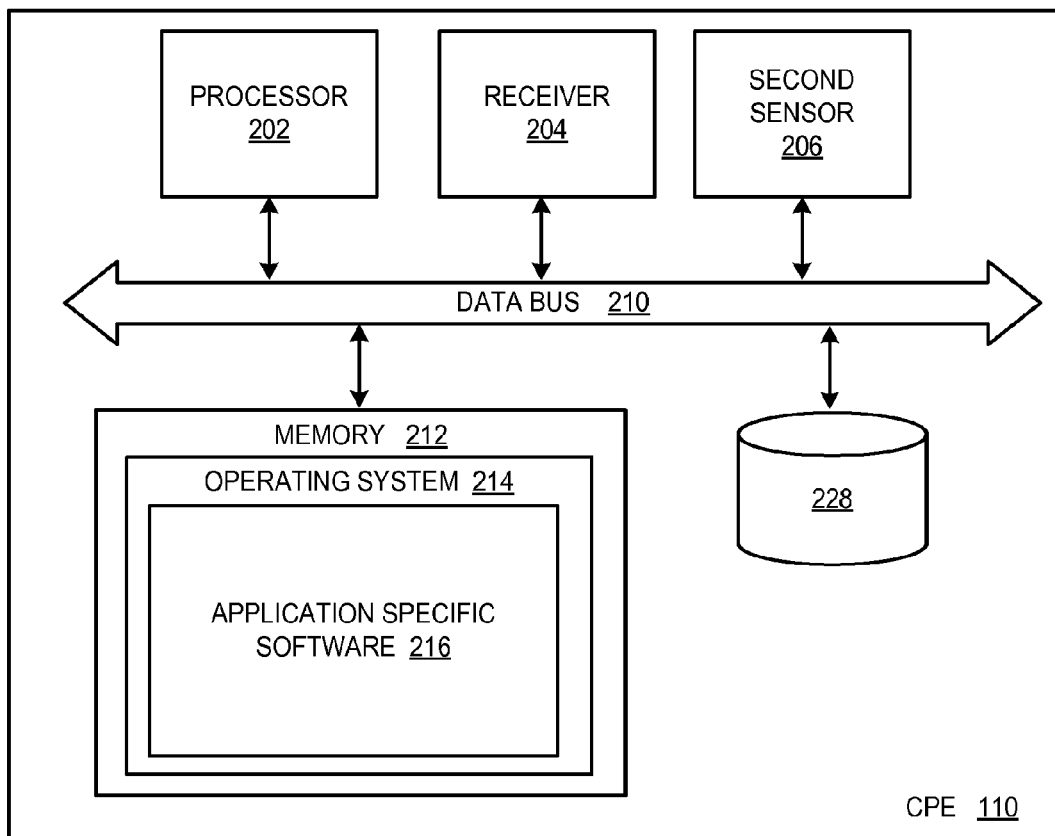 PROCESSOR
202
RECEIVER
204
SECOND
SENSOR
206
DATA BUS 210
MEMORY 212
OPERATING SYSTEM 214
APPLICATION SPECIFIC
SOFTWARE 216
228
CPE 110